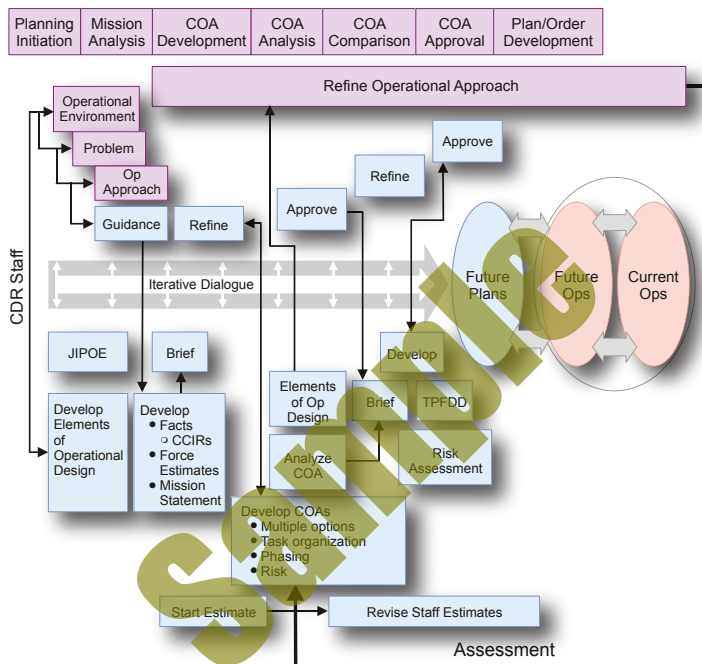 Planning
Initiation
Mission
Analysis
COA
Development
COA
Analysis
COA
Comparison
COA
Approval
Plan/Order
Development
Refine Operational Approach
Operational
Environment
Problem
Op
Approach
Guidance
Refine
Approve
Refine
Approve
CDR Staff
Iterative Dialogue
Future
Plans
Future
Ops
Current
Ops
JIPOE
Brief
Develop
Elements of
Op Design
Brief
TPFDD
Develop
Elements
of
Operational
Design
Develop
● Facts
○ CCIRs
● Force
Estimates
● Mission
Statement
Analyze
COA
Risk
Assessment
Develop COAs
● Multiple options
● Task organization
● Phasing
● Risk
Start Estimate
Revise Staff Estimates
Assessment
Sample